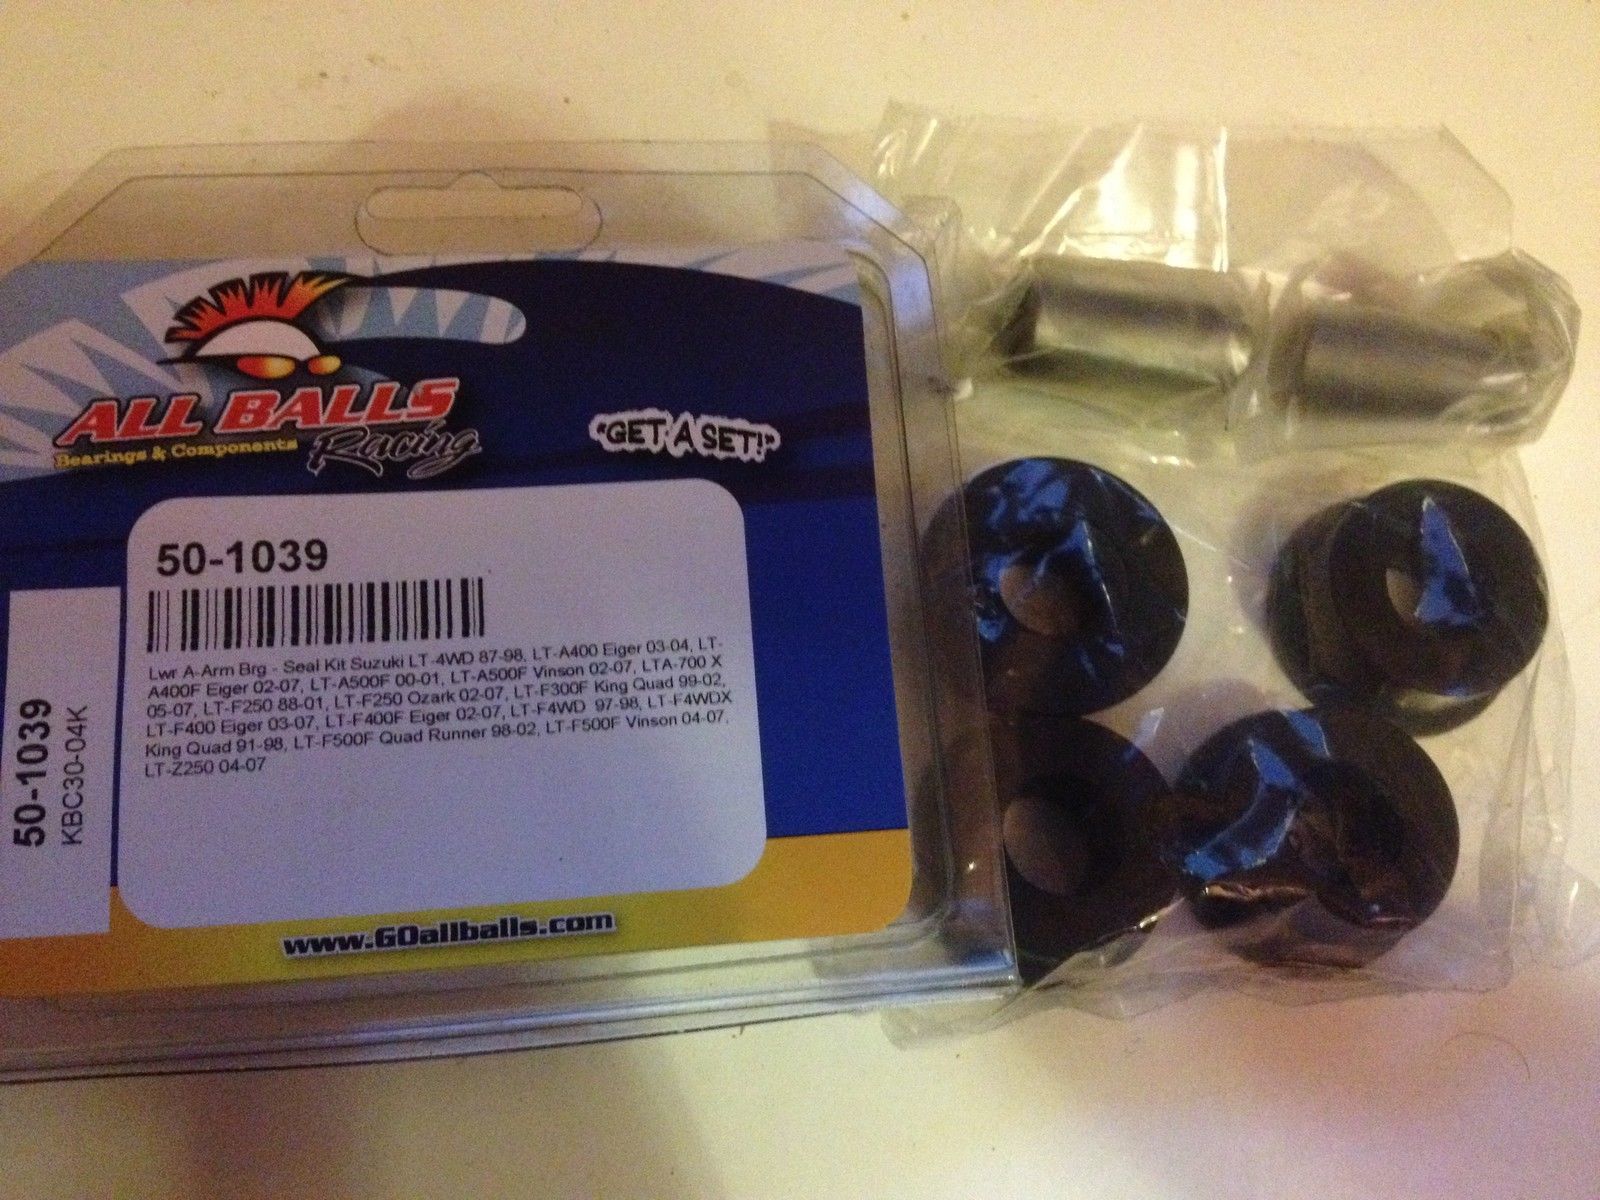 ALL BALLS
Bearings & Components Racing
"GET A SET!"
50-1039
Lwr A-Arm Brg - Seal Kit Suzuki LT-4WD 87-98, LT-A400 Eiger 03-04, LT-
A400F Eiger 02-07, LT-A500F 00-01, LT-A500F Vinson 02-07, LTA-700 X
05-07, LT-F250 88-01, LT-F250 Ozark 02-07, LT-F300F King Quad 99-02,
LT-F400 Eiger 03-07, LT-F400F Eiger 02-07, LT-F4WD 97-98, LT-F4WDX
King Quad 91-98, LT-F500F Quad Runner 98-02, LT-F500F Vinson 04-07,
LT-Z250 04-07
50-1039
KBC30-04K
www.GOallballs.com